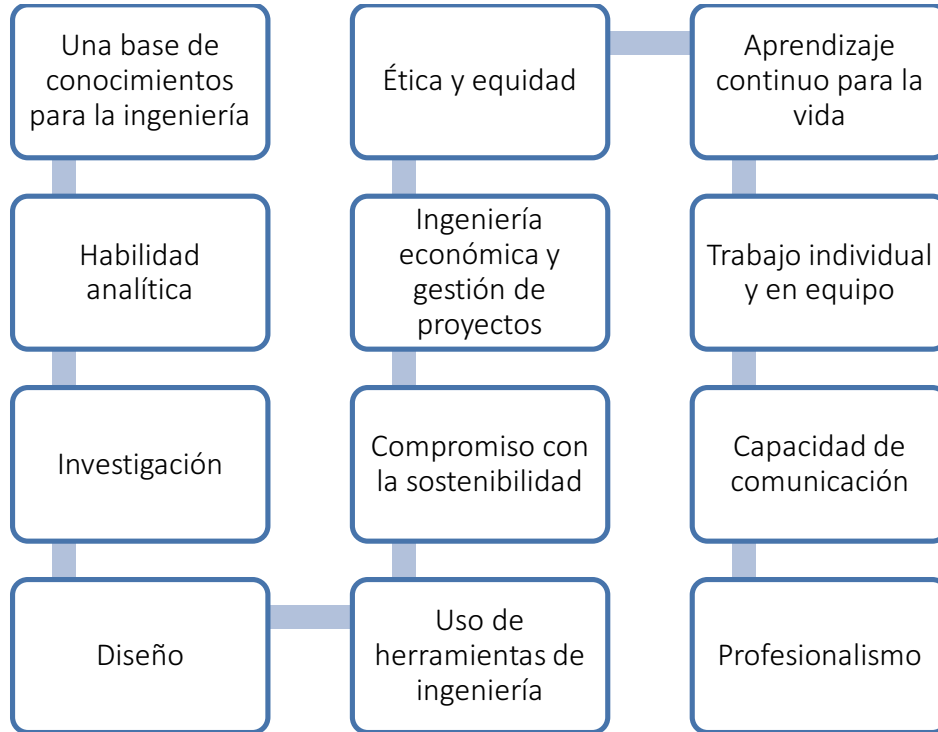 Una base de
conocimientos
para la ingeniería
Habilidad
analítica
Investigación
Diseño
Uso de
herramientas de
ingeniería
Compromiso con
la sostenibilidad
Ingeniería
económica y
gestión de
proyectos
Ética y equidad
Aprendizaje
continuo para la
vida
Trabajo individual
y en equipo
Capacidad de
comunicación
Profesionalismo